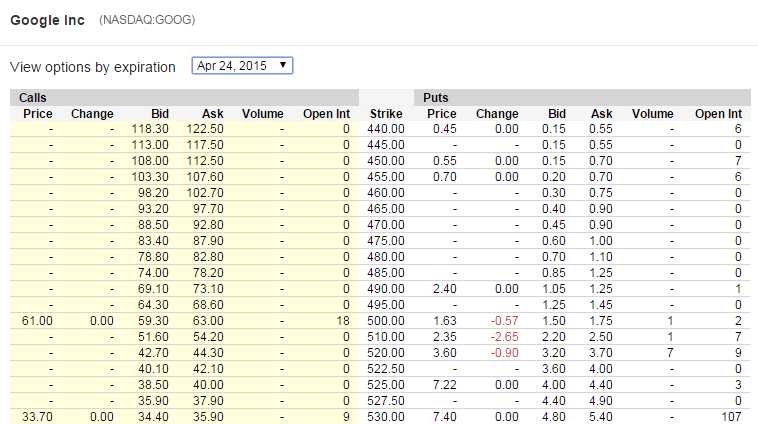 Google Inc (NASDAQ:GOOG)
View options by expiration Apr 24, 2015 ▼
Calls Puts
Price Change Bid Ask Volume Open Int Strike Price Change Bid Ask Volume Open Int
- - 118.30 122.50 - 0 440.00 0.45 0.00 0.15 0.55 - 6
- - 113.00 117.50 - 0 445.00 - - 0.15 0.55 - 0
- - 108.00 112.50 - 0 450.00 0.55 0.00 0.15 0.70 - 7
- - 103.30 107.60 - 0 455.00 0.70 0.00 0.20 0.70 - 6
- - 98.20 102.70 - 0 460.00 - - 0.30 0.75 - 0
- - 93.20 97.70 - 0 465.00 - - 0.40 0.90 - 0
- - 88.50 92.80 - 0 470.00 - - 0.45 0.90 - 0
- - 83.40 87.90 - 0 475.00 - - 0.60 1.00 - 0
- - 78.80 82.80 - 0 480.00 - - 0.70 1.10 - 0
- - 74.00 78.20 - 0 485.00 - - 0.85 1.25 - 0
- - 69.10 73.10 - 0 490.00 2.40 0.00 1.05 1.25 - 1
- - 64.30 68.60 - 0 495.00 - - 1.25 1.45 - 0
61.00 0.00 59.30 63.00 - 18 500.00 1.63 -0.57 1.50 1.75 1 2
- - 51.60 54.20 - 0 510.00 2.35 -2.65 2.20 2.50 1 7
- - 42.70 44.30 - 0 520.00 3.60 -0.90 3.20 3.70 7 9
- - 40.10 42.10 - 0 522.50 - - 3.60 4.00 - 0
- - 38.50 40.00 - 0 525.00 7.22 0.00 4.00 4.40 - 3
- - 35.90 37.90 - 0 527.50 - - 4.40 4.90 - 0
33.70 0.00 34.40 35.90 - 9 530.00 7.40 0.00 4.80 5.40 - 107